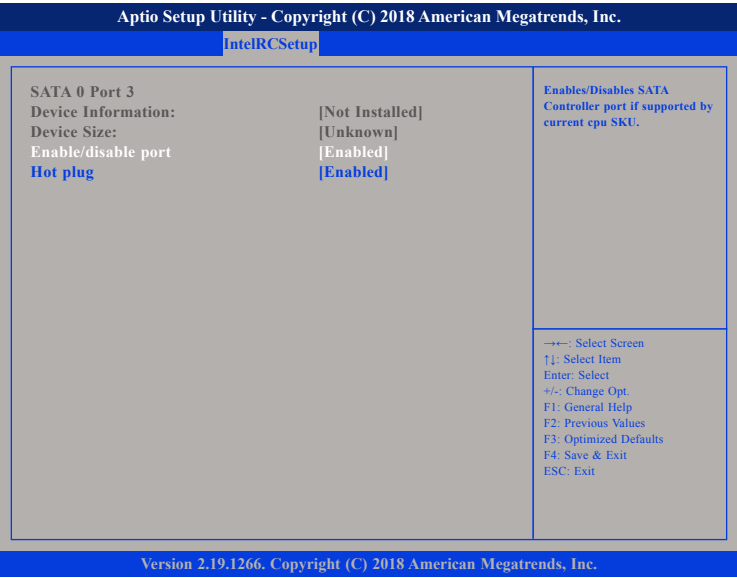 Aptio Setup Utility - Copyright (C) 2018 American Megatrends, Inc.
IntelRCSetup
SATA 0 Port 3
Device Information: [Not Installed]
Device Size: [Unknown]
Enable/disable port [Enabled]
Hot plug [Enabled]
Enables/Disables SATA
Controller port if supported by
current cpu SKU.
→←: Select Screen
↑↓: Select Item
Enter: Select
+/-: Change Opt.
F1: General Help
F2: Previous Values
F3: Optimized Defaults
F4: Save & Exit
ESC: Exit
Version 2.19.1266. Copyright (C) 2018 American Megatrends, Inc.